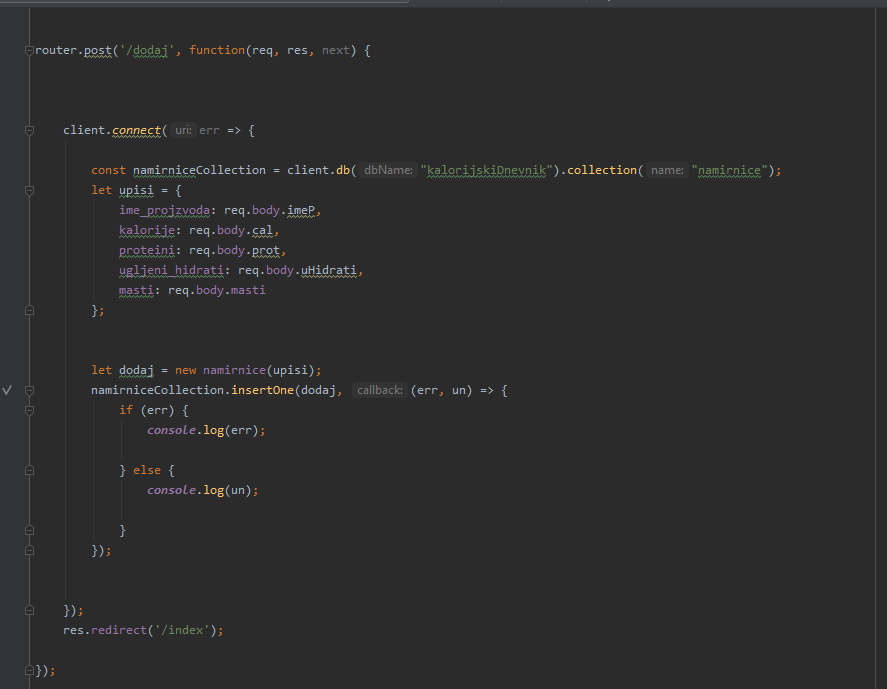 router.post('/dodaj', function(req, res, next) {
client.connect( uri: err => {
const namirniceCollection = client.db( dbName: "kalorijskiDnevnik").collection( name: "namirnice");
let upisi = {
ime_projzvoda: req.body.imeP,
kalorije: req.body.cal,
proteini: req.body.prot,
ugljeni_hidrati: req.body.uHidrati,
masti: req.body.masti
};
let dodaj = new namirnice(upisi);
namirniceCollection.insertOne(dodaj, callback: (err, un) => {
if (err) {
console.log(err);
} else {
console.log(un);
}
});
});
res.redirect('/index');
});